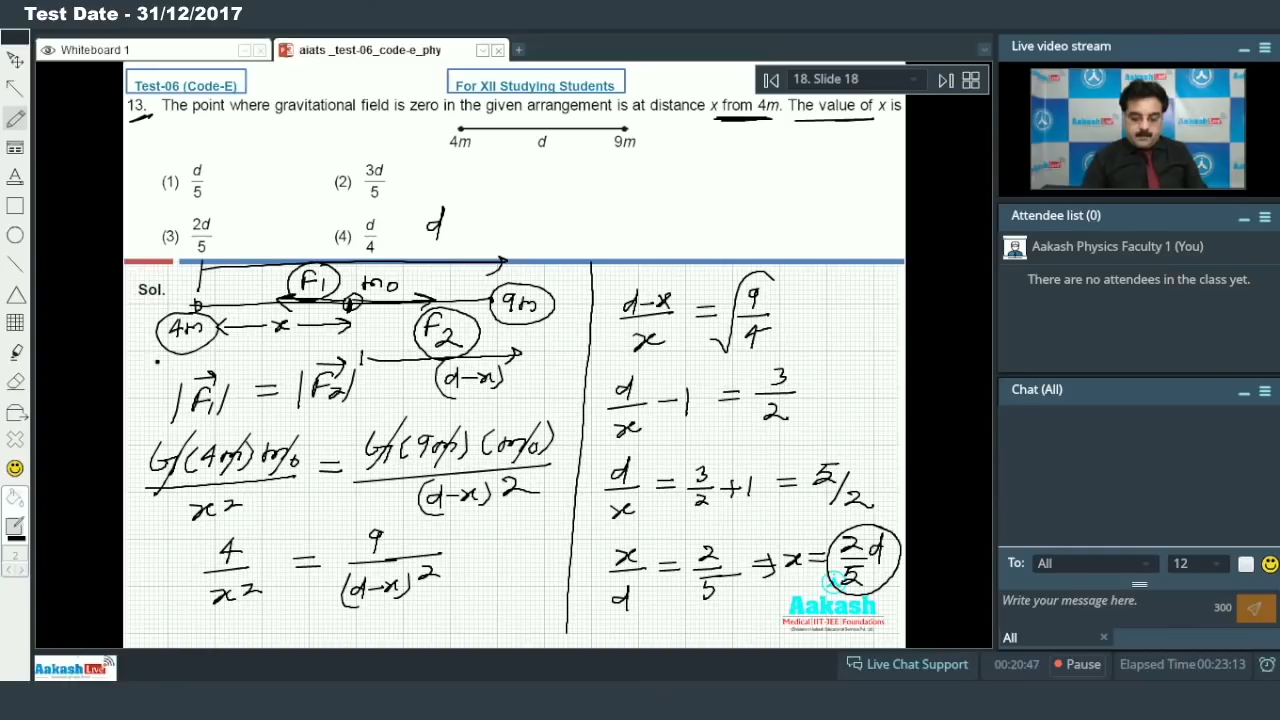 Test Date - 31/12/2017
Whiteboard 1
aiats _test-06_code-e_phy
Test-06 (Code-E)
For XII Studying Students
18. Slide 18
13. The point where gravitational field is zero in the given arrangement is at distance x from 4m. The value of x is
4m d 9m
(1) d/5
(2) 3d/5
(3) 2d/5
(4) d/4
d
Sol.
F₁ m₀
4m x F₂ 9m
(d-x)
|F₁| = |F₂|
G(4m)m₀/x² = G(9m)(m₀)/(d-x)²
4/x² = 9/(d-x)²
d-x/x = √9/4
d/x - 1 = 3/2
d/x = 3/2 + 1 = 5/2
x/d = 2/5 ⇒ x = 2/5 d
Aakash
Medical|IIT-JEE|Foundations
Aakash Live
2
Live video stream
Attendee list (0)
Aakash Physics Faculty 1 (You)
There are no attendees in the class yet.
Chat (All)
To: All 12
Write your message here.
300
All
Live Chat Support
00:20:47
Pause
Elapsed Time 00:23:13